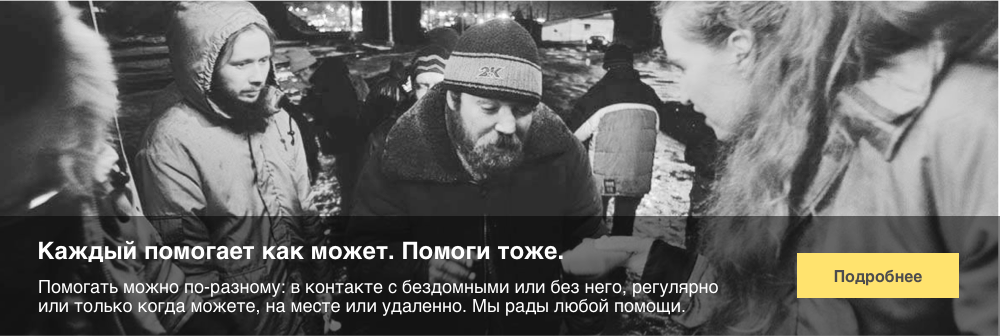 2K
Каждый помогает как может. Помоги тоже.
Помогать можно по-разному: в контакте с бездомными или без него, регулярно
или только когда можете, на месте или удаленно. Мы рады любой помощи.
Подробнее